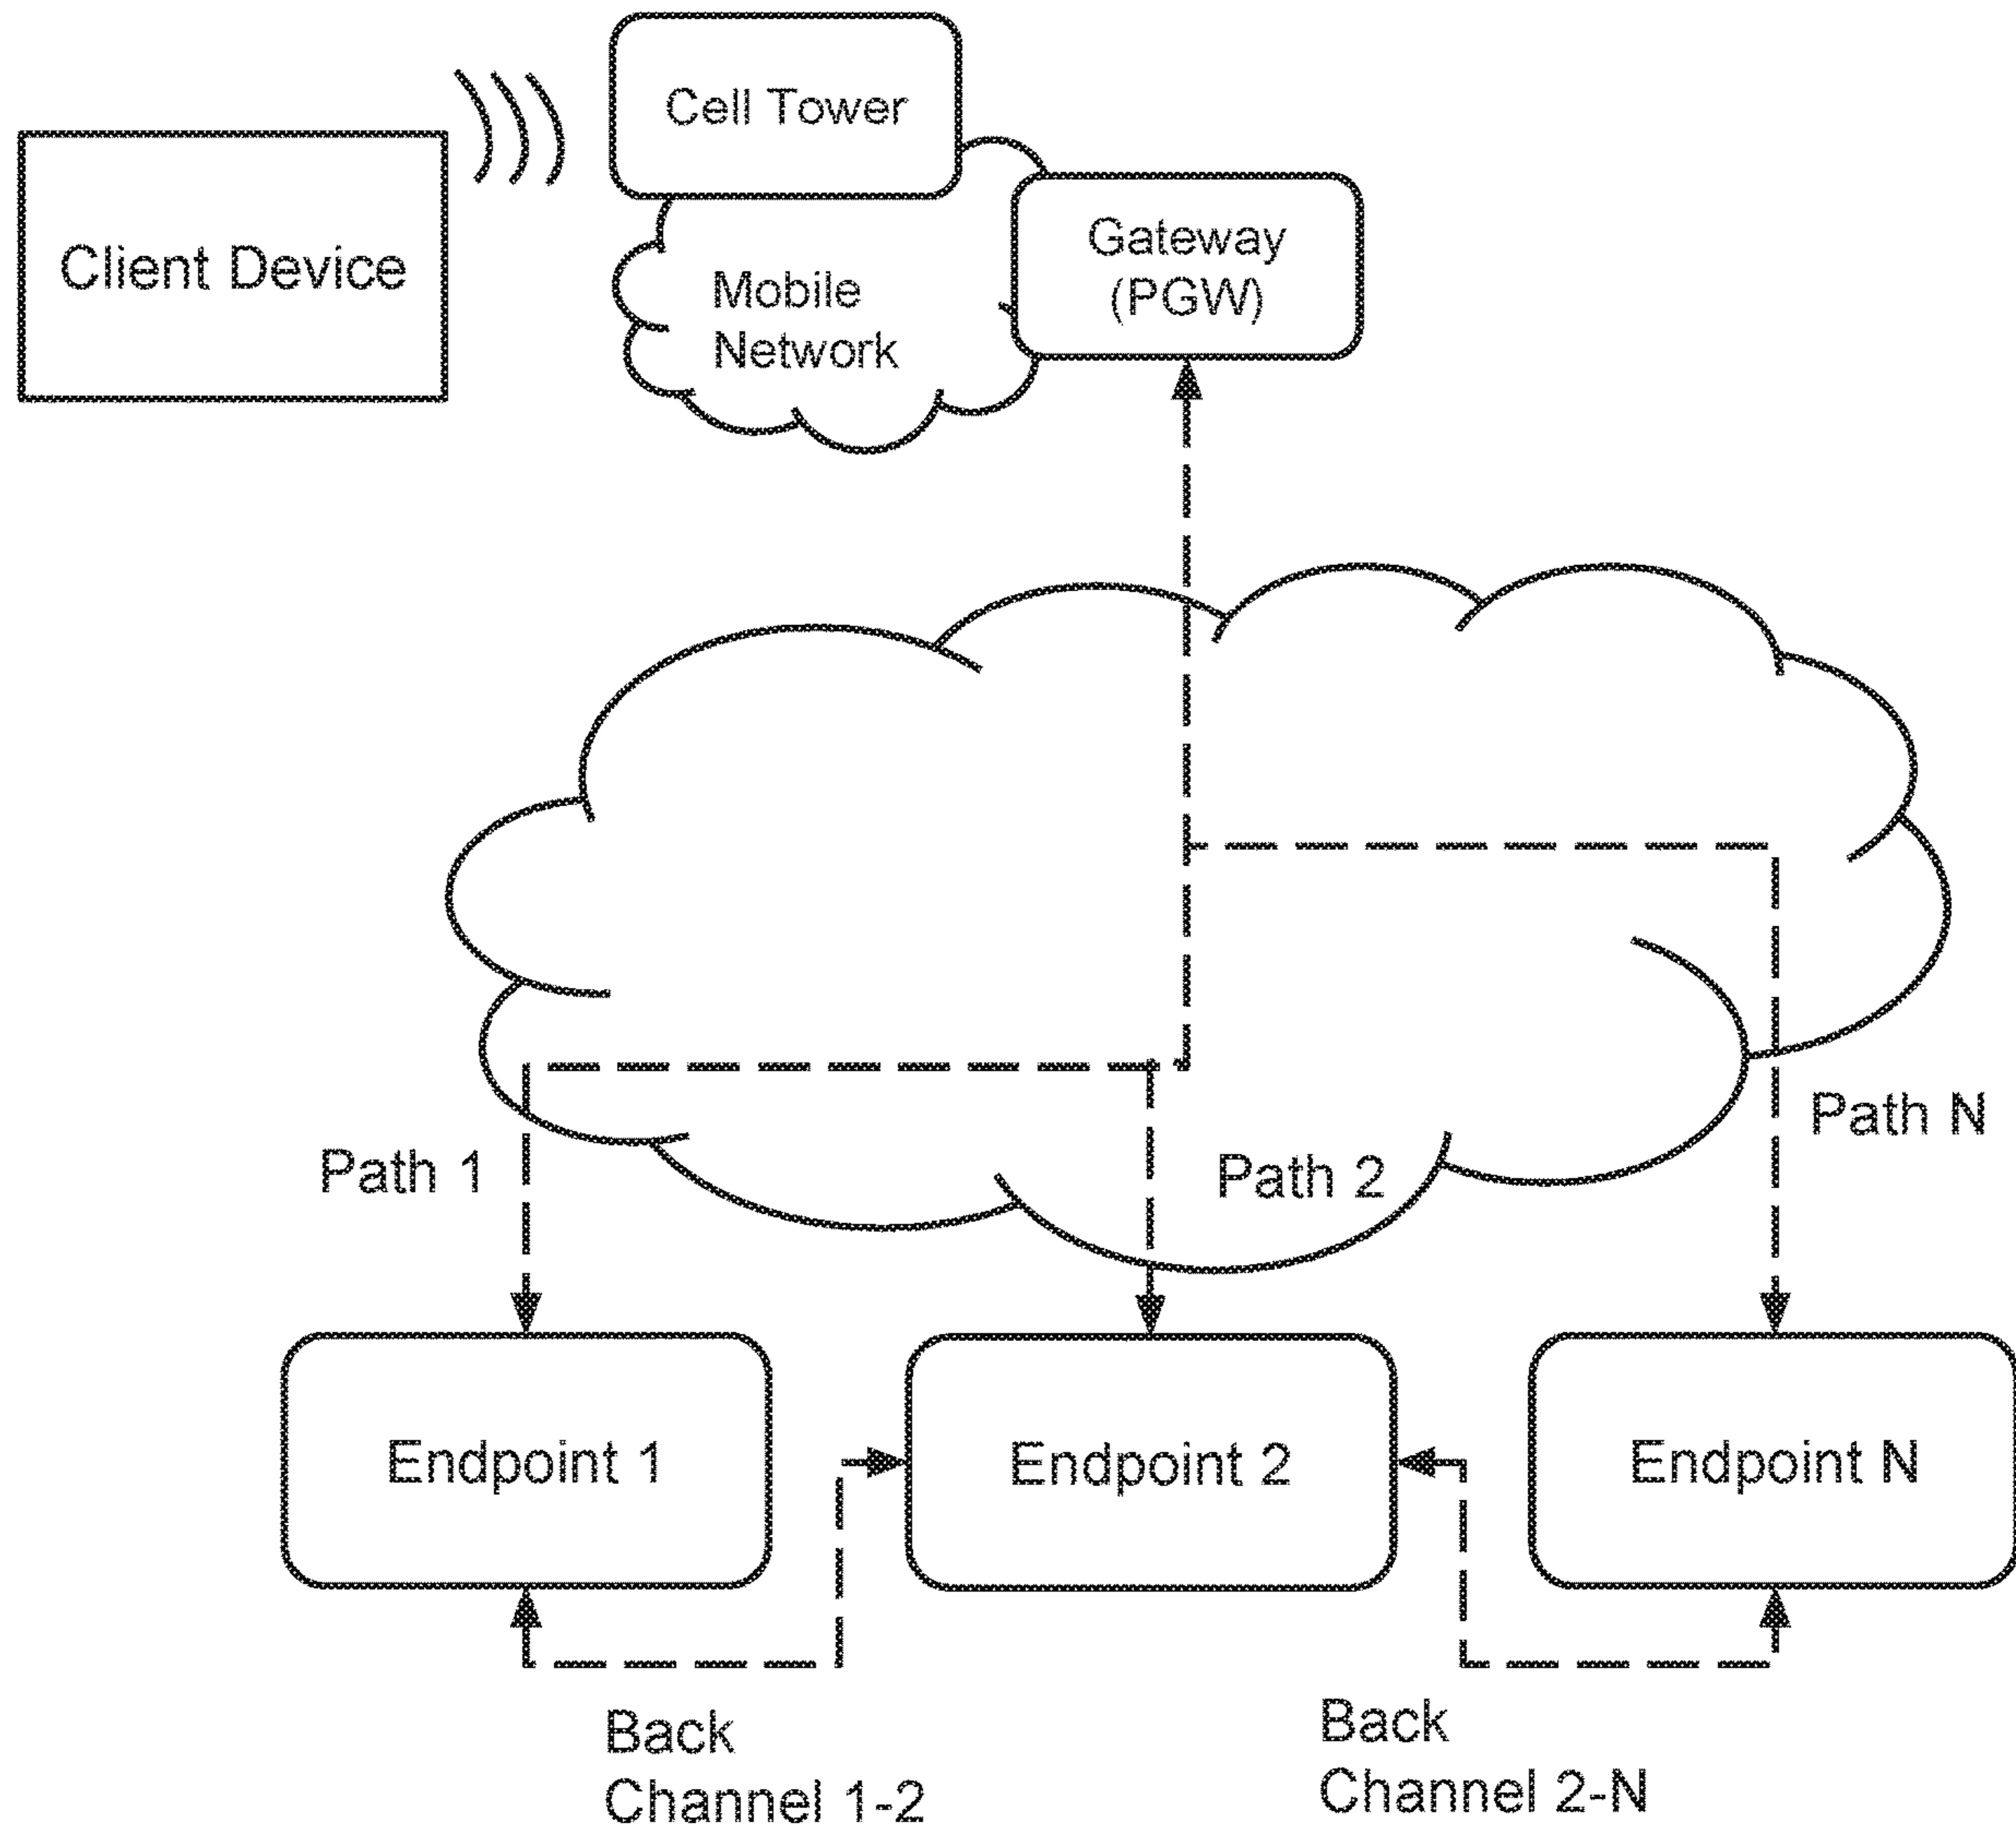 Cell Tower
Client Device
Gateway
(PGW)
Mobile
Network
Path 1
Path 2
Path N
Endpoint 1
Endpoint 2
Endpoint N
Back
Channel 1-2
Back
Channel 2-N